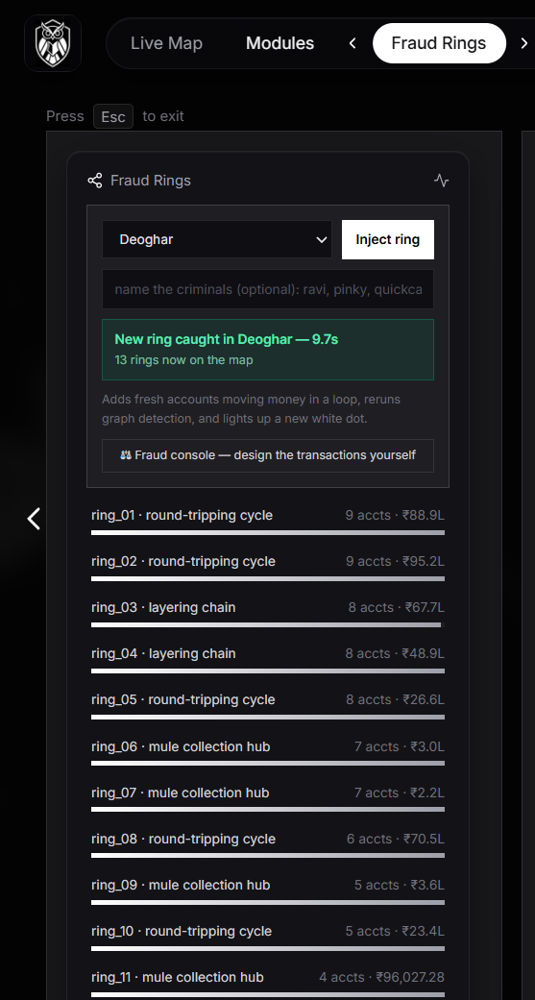 Live Map Modules Fraud Rings
Press Esc to exit
Fraud Rings
Deoghar Inject ring
name the criminals (optional): ravi, pinky, quickca
New ring caught in Deoghar — 9.7s
13 rings now on the map
Adds fresh accounts moving money in a loop, reruns
graph detection, and lights up a new white dot.
Fraud console — design the transactions yourself
ring_01 · round-tripping cycle 9 accts · ₹88.9L
ring_02 · round-tripping cycle 9 accts · ₹95.2L
ring_03 · layering chain 8 accts · ₹67.7L
ring_04 · layering chain 8 accts · ₹48.9L
ring_05 · round-tripping cycle 8 accts · ₹26.6L
ring_06 · mule collection hub 7 accts · ₹3.0L
ring_07 · mule collection hub 7 accts · ₹2.2L
ring_08 · round-tripping cycle 6 accts · ₹70.5L
ring_09 · mule collection hub 5 accts · ₹3.6L
ring_10 · round-tripping cycle 5 accts · ₹23.4L
ring_11 · mule collection hub 4 accts · ₹96,027.28